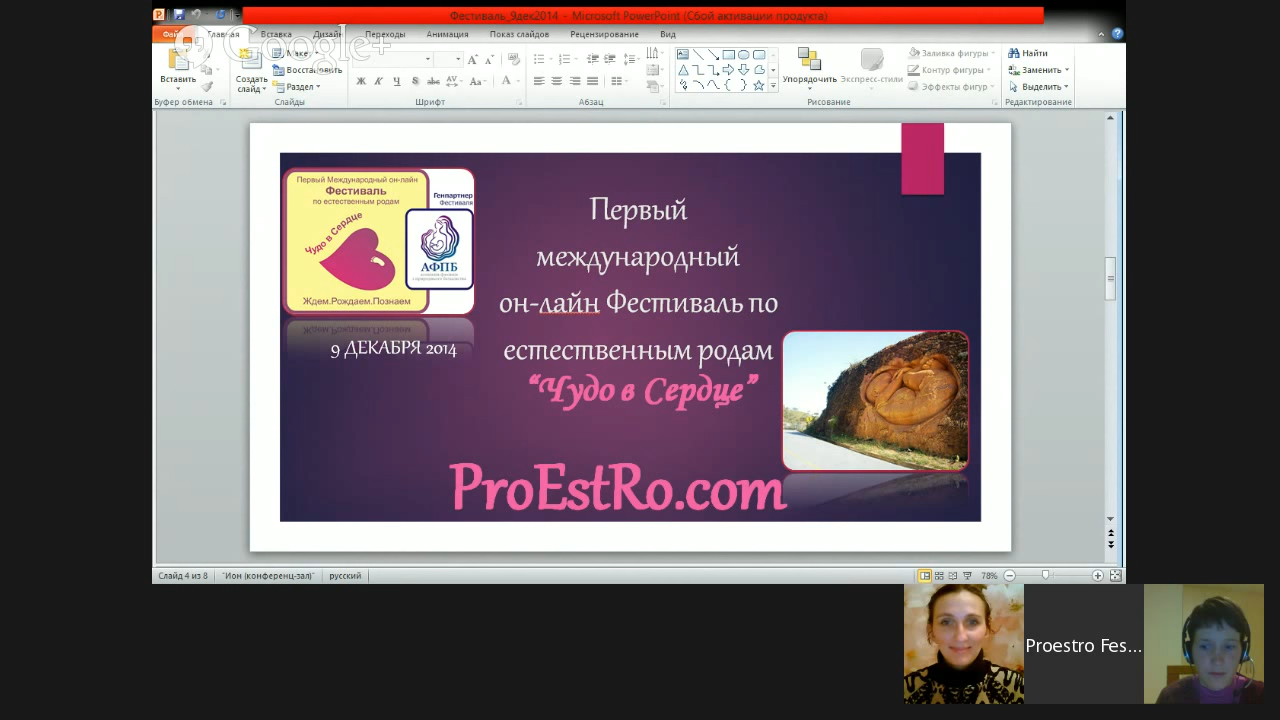 Фестиваль_9дек2014 - Microsoft PowerPoint (Сбой активации продукта)
Google+
Файл Главная Вставка Дизайн Переходы Анимация Показ слайдов Рецензирование Вид
Вставить
Буфер обмена
Создать слайд
Макет
Восстановить
Раздел
Слайды
Ж К Ч S abc AV Aa A
Шрифт
Абзац
Упорядочить
Экспресс-стили
Заливка фигуры
Контур фигуры
Эффекты фигур
Рисование
Найти
Заменить
Выделить
Редактирование
Первый Международный он-лайн
Фестиваль
по естественным родам
Чудо в Сердце
Ждем.Рождаем.Познаем
Генпартнер
Фестиваля
АФПБ
9 ДЕКАБРЯ 2014
Первый
международный
он-лайн Фестиваль по
естественным родам
“Чудо в Сердце”
ProEstRo.com
Слайд 4 из 8 "Ион (конференц-зал)" русский 78%
Proestro Fes...